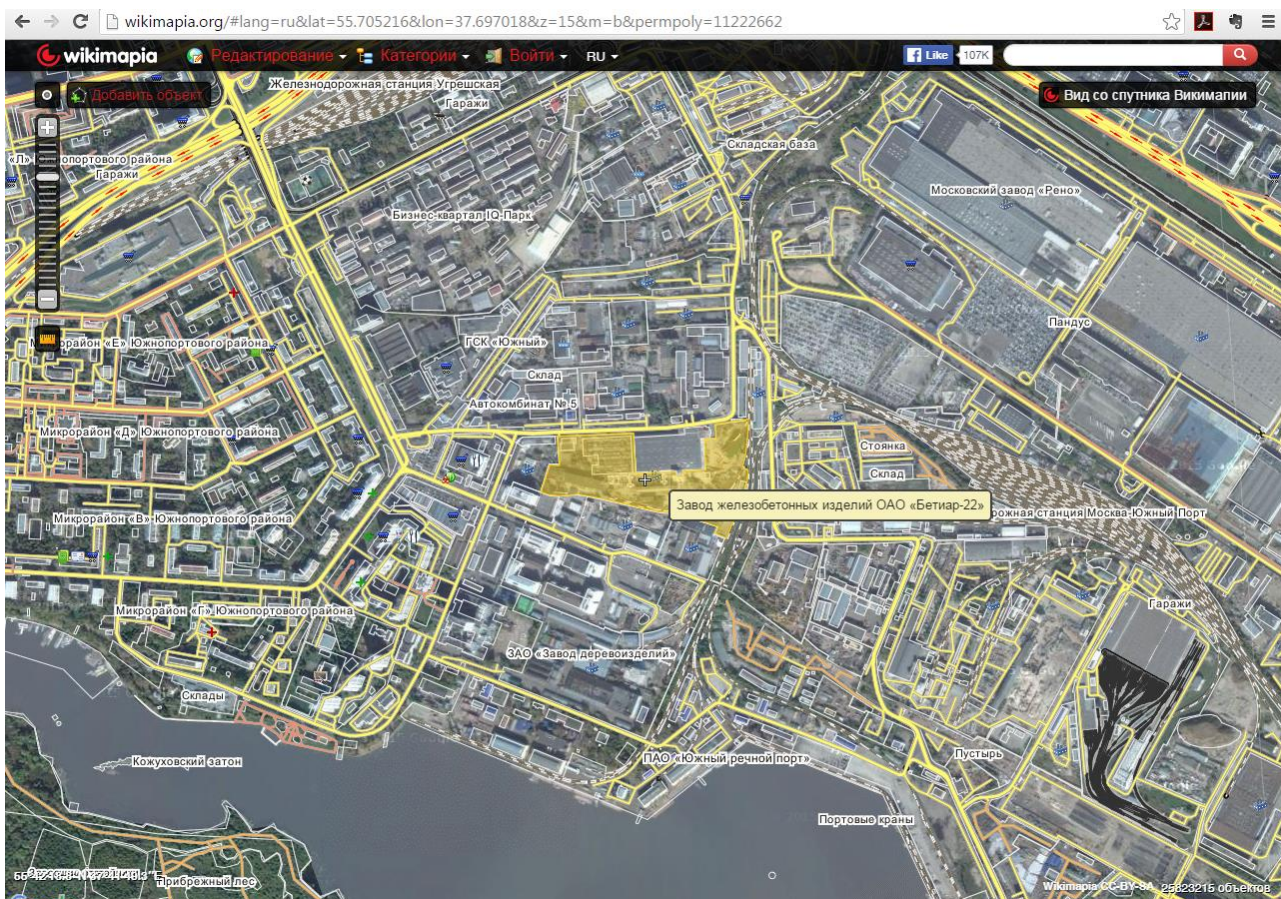 wikimapia.org/#lang=ru&lat=55.705216&lon=37.697018&z=15&m=b&permpoly=11222662
wikimapia Редактирование Категории Войти RU Like 107K
Добавить объект
Вид со спутника Викимапии
Железнодорожная станция Угрешская
Гаражи
Складская база
«Л» Южнопортового района
Гаражи
Московский завод «Рено»
Бизнес-квартал IQ-Парк
Пандус
Микрорайон «Е» Южнопортового района
ГСК «Южный»
Склад
Автокомбинат № 5
Микрорайон «Д» Южнопортового района
Стоянка
Склад
Завод железобетонных изделий ОАО «Бетиар-22»
рожная станция Москва-Южный Порт
Микрорайон «В» Южнопортового района
Микрорайон «Г» Южнопортового района
Гаражи
ЗАО «Завод деревоизделий»
Склады
Кожуховский затон
ПАО «Южный речной порт»
Пустырь
Портовые краны
Прибрежный лес
Wikimapia CC-BY-SA 25823215 объектов